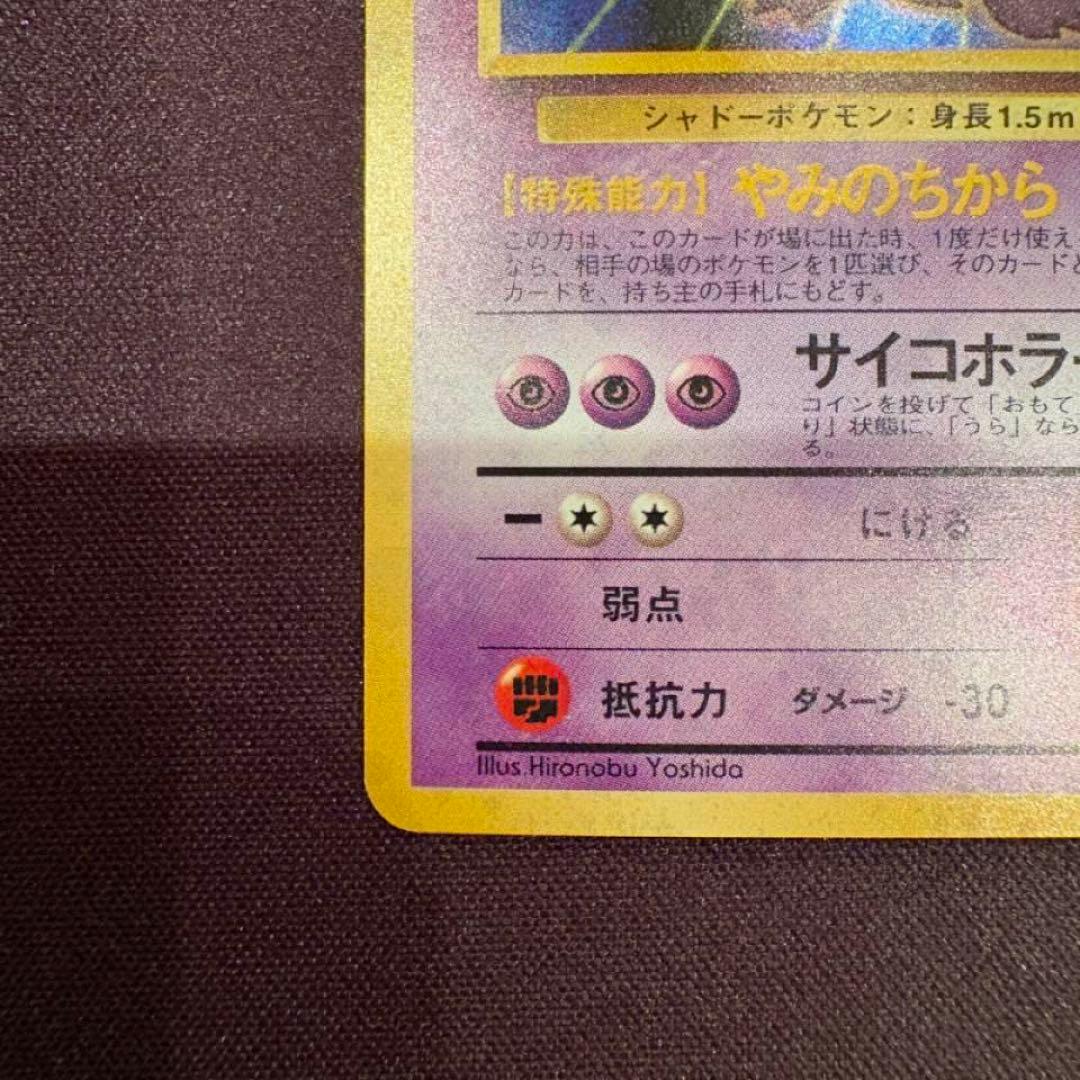 シャドーポケモン：身長1.5m
【特殊能力】やみのちから
この力は、このカードが場に出た時、1度だけ使え
なら、相手の場のポケモンを1匹選び、そのカードと
カードを、持ち主の手札にもどす。
サイコホラー
コインを投げて「おもて」
り」状態に、「うら」なら
る。
ー にげる
弱点
抵抗力 ダメージ -30
Illus. Hironobu Yoshida